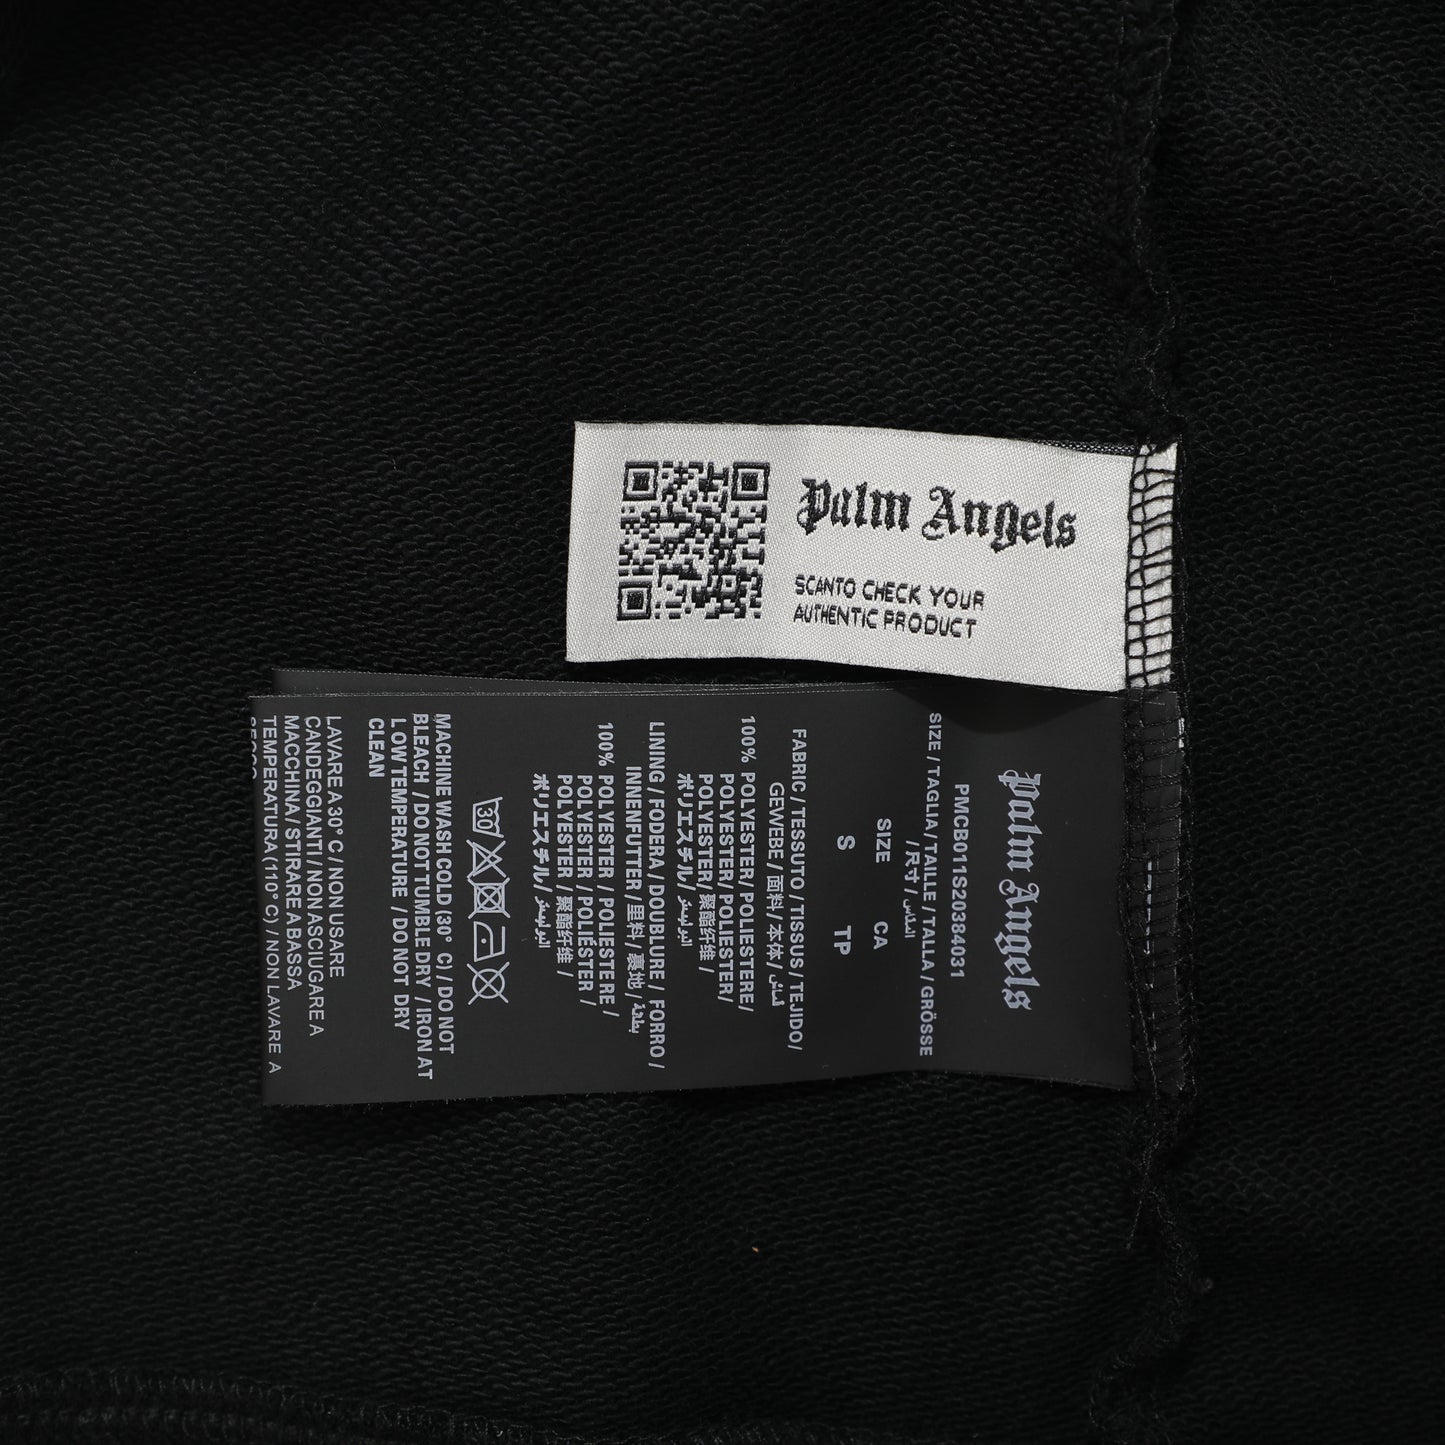 Palm Angels
SCANTO CHECK YOUR
AUTHENTIC PRODUCT
Palm Angels
PMCB011S20384031
SIZE / TAGLIA / TAILLE / TALLA / GRÖSSE
/ 尺寸 / المقاس
SIZE CA
S TP
FABRIC / TESSUTO / TISSUS / TEJIDO /
GEWEBE / 面料 / 本体 / قماش
100% POLYESTER / POLIESTERE /
POLYESTER / POLIESTER /
POLYESTER / 聚酯纤维 /
ポリエステル / البوليستر
LINING / FODERA / DOUBLURE / FORRO /
INNENFUTTER / 里料 / 裏地 / بطانة
100% POLYESTER / POLIESTERE /
POLYESTER / POLIÉSTER /
POLYESTER / 聚酯纤维 /
ポリエステル / البوليستر
30
MACHINE WASH COLD (30° C) / DO NOT
BLEACH / DO NOT TUMBLE DRY / IRON AT
LOW TEMPERATURE / DO NOT DRY
CLEAN
LAVARE A 30° C / NON USARE
CANDEGGIANTI / NON ASCIUGARE A
MACCHINA / STIRARE A BASSA
TEMPERATURA (110° C) / NON LAVARE A
SECCO